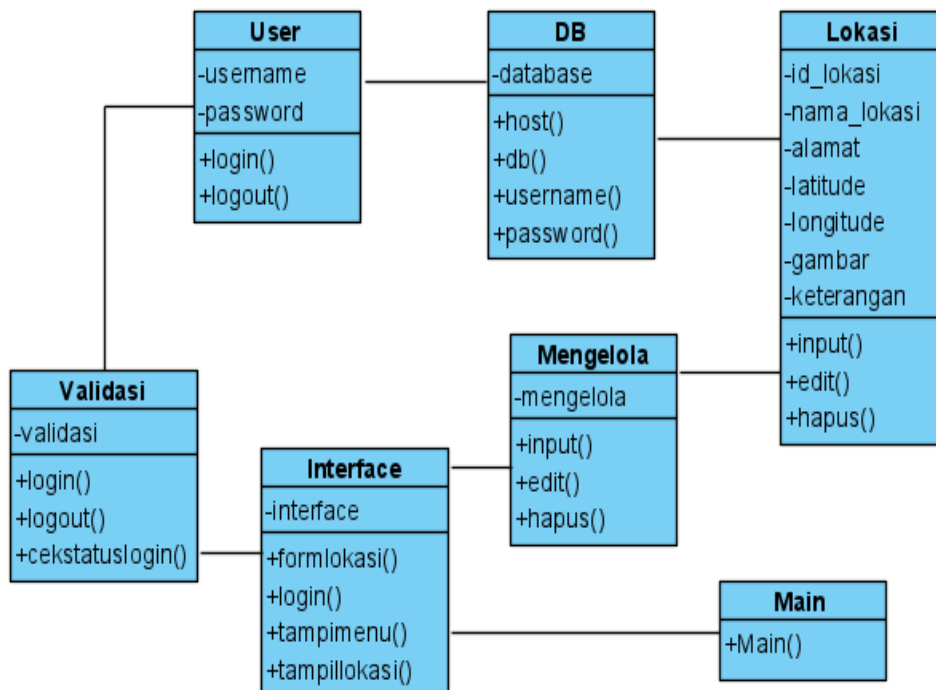 User
-username
-password
+login()
+logout()
DB
-database
+host()
+db()
+username()
+password()
Lokasi
-id_lokasi
-nama_lokasi
-alamat
-latitude
-longitude
-gambar
-keterangan
+input()
+edit()
+hapus()
Validasi
-validasi
+login()
+logout()
+cekstatuslogin()
Interface
-interface
+formlokasi()
+login()
+tampimenu()
+tampillokasi()
Mengelola
-mengelola
+input()
+edit()
+hapus()
Main
+Main()